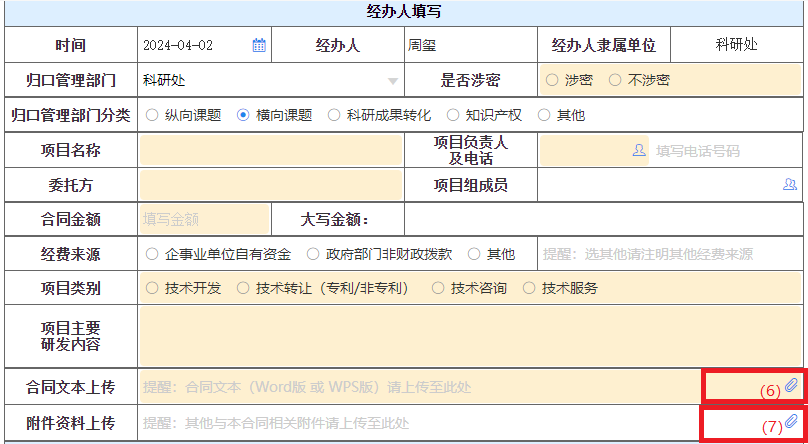 经办人填写
时间 2024-04-02 经办人 周玺 经办人隶属单位 科研处
归口管理部门 科研处 是否涉密 涉密 不涉密
归口管理部门分类 纵向课题 横向课题 科研成果转化 知识产权 其他
项目名称 项目负责人
及电话 填写电话号码
委托方 项目组成员
合同金额 填写金额 大写金额：
经费来源 企事业单位自有资金 政府部门非财政拨款 其他 提醒：选其他请注明其他经费来源
项目类别 技术开发 技术转让（专利/非专利） 技术咨询 技术服务
项目主要
研发内容
合同文本上传 提醒：合同文本（Word版 或 WPS版）请上传至此处 (6)
附件资料上传 提醒：其他与本合同相关附件请上传至此处 (7)